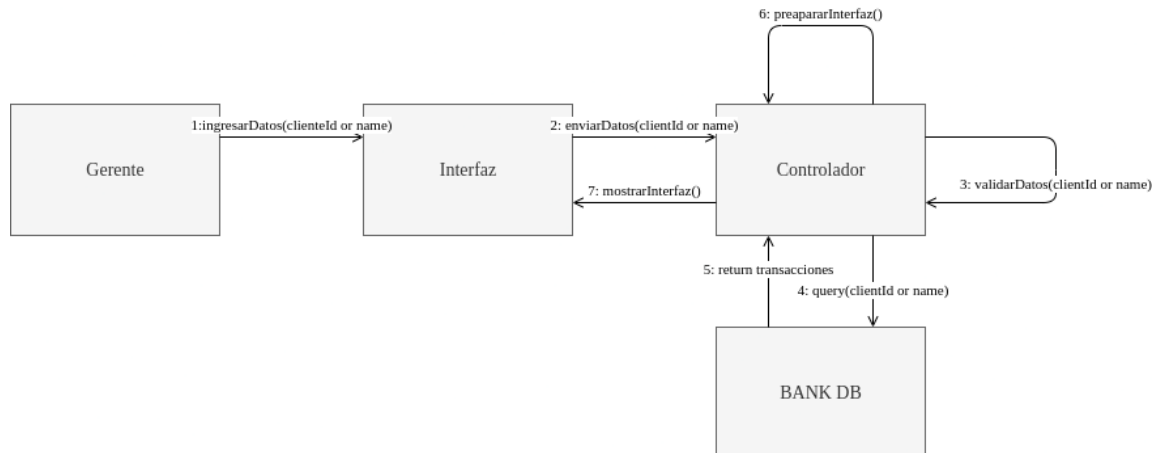 6: preapararInterfaz()
1:ingresarDatos(clienteId or name)
2: enviarDatos(clientId or name)
Gerente
Interfaz
Controlador
3: validarDatos(clientId or name)
7: mostrarInterfaz()
5: return transacciones
4: query(clientId or name)
BANK DB